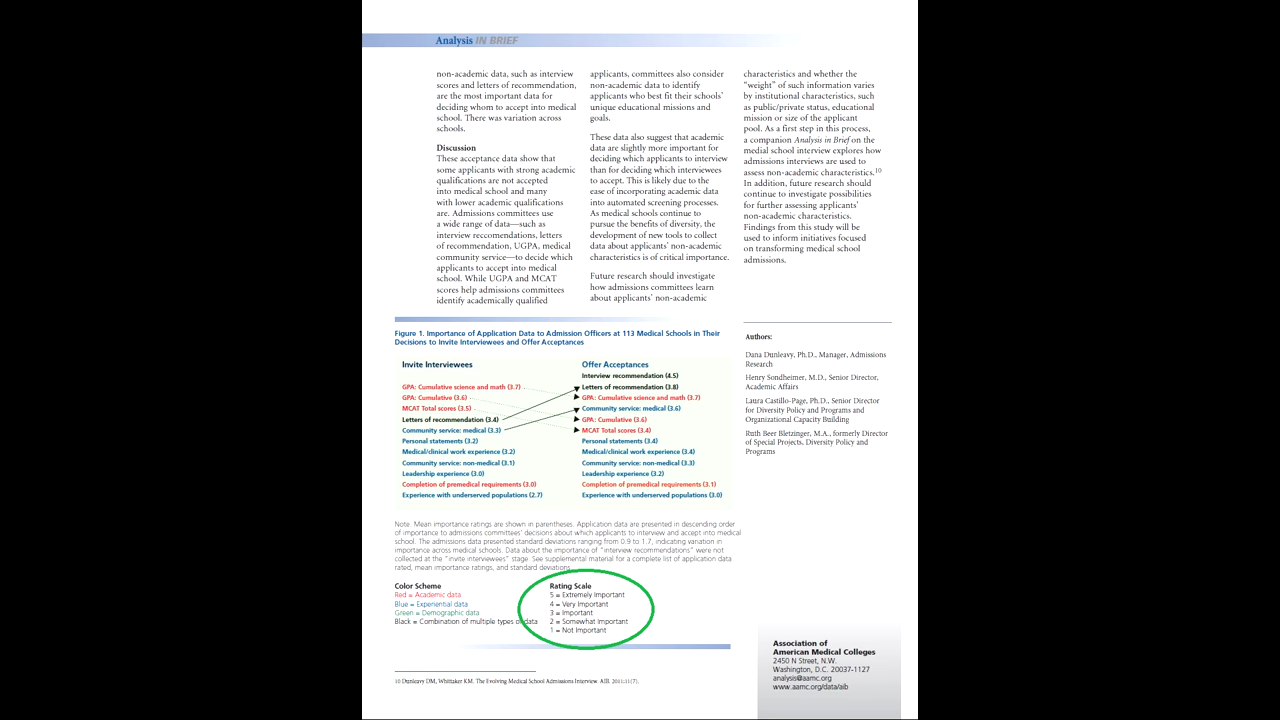 Analysis IN BRIEF
non-academic data, such as interview
scores and letters of recommendation,
are the most important data for
deciding whom to accept into medical
school. There was variation across
schools.
Discussion
These acceptance data show that
some applicants with strong academic
qualifications are not accepted
into medical school and many
with lower academic qualifications
are. Admissions committees use
a wide range of data—such as
interview reccomendations, letters
of recommendation, UGPA, medical
community service—to decide which
applicants to accept into medical
school. While UGPA and MCAT
scores help admissions committees
identify academically qualified
applicants, committees also consider
non-academic data to identify
applicants who best fit their schools'
unique educational missions and
goals.
These data also suggest that academic
data are slightly more important for
deciding which applicants to interview
than for deciding which interviewees
to accept. This is likely due to the
ease of incorporating academic data
into automated screening processes.
As medical schools continue to
pursue the benefits of diversity, the
development of new tools to collect
data about applicants' non-academic
characteristics is of critical importance.
Future research should investigate
how admissions committees learn
about applicants' non-academic
characteristics and whether the
"weight" of such information varies
by institutional characteristics, such
as public/private status, educational
mission or size of the applicant
pool. As a first step in this process,
a companion Analysis in Brief on the
medial school interview explores how
admissions interviews are used to
assess non-academic characteristics.10
In addition, future research should
continue to investigate possibilities
for further assessing applicants'
non-academic characteristics.
Findings from this study will be
used to inform initiatives focused
on transforming medical school
admissions.
Figure 1. Importance of Application Data to Admission Officers at 113 Medical Schools in Their
Decisions to Invite Interviewees and Offer Acceptances
Invite Interviewees
GPA: Cumulative science and math (3.7)
GPA: Cumulative (3.6)
MCAT Total scores (3.5)
Letters of recommendation (3.4)
Community service: medical (3.3)
Personal statements (3.2)
Medical/clinical work experience (3.2)
Community service: non-medical (3.1)
Leadership experience (3.0)
Completion of premedical requirements (3.0)
Experience with underserved populations (2.7)
Offer Acceptances
Interview recommendation (4.5)
Letters of recommendation (3.8)
GPA: Cumulative science and math (3.7)
Community service: medical (3.6)
GPA: Cumulative (3.6)
MCAT Total scores (3.4)
Personal statements (3.4)
Medical/clinical work experience (3.4)
Community service: non-medical (3.3)
Leadership experience (3.2)
Completion of premedical requirements (3.1)
Experience with underserved populations (3.0)
Note. Mean importance ratings are shown in parentheses. Application data are presented in descending order
of importance to admissions committees' decisions about which applicants to interview and accept into medical
school. The admissions data presented standard deviations ranging from 0.9 to 1.7, indicating variation in
importance across medical schools. Data about the importance of "interview recommendations" were not
collected at the "invite interviewees" stage. See supplemental material for a complete list of application data
rated, mean importance ratings, and standard deviations.
Color Scheme
Red = Academic data
Blue = Experiential data
Green = Demographic data
Black = Combination of multiple types of data
Rating Scale
5 = Extremely Important
4 = Very Important
3 = Important
2 = Somewhat Important
1 = Not Important
10 Dunleavy DM, Whittaker KM. The Evolving Medical School Admissions Interview. AIB. 2011:11(7).
Authors:
Dana Dunleavy, Ph.D., Manager, Admissions
Research
Henry Sondheimer, M.D., Senior Director,
Academic Affairs
Laura Castillo-Page, Ph.D., Senior Director
for Diversity Policy and Programs and
Organizational Capacity Building
Ruth Beer Bletzinger, M.A., formerly Director
of Special Projects, Diversity Policy and
Programs
Association of
American Medical Colleges
2450 N Street, N.W.
Washington, D.C. 20037-1127
analysis@aamc.org
www.aamc.org/data/aib